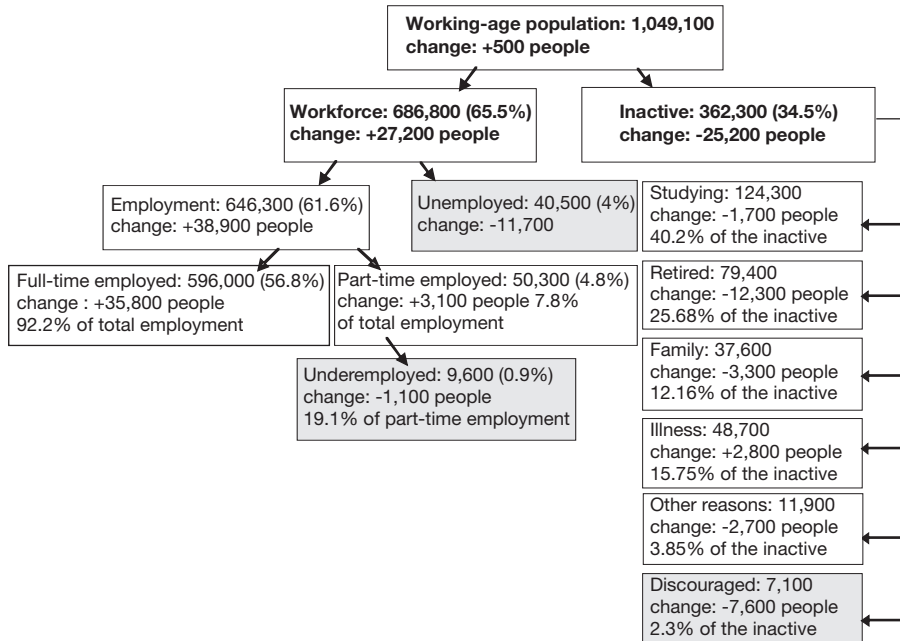 Working-age population: 1,049,100
change: +500 people
Workforce: 686,800 (65.5%)
change: +27,200 people
Inactive: 362,300 (34.5%)
change: -25,200 people
Employment: 646,300 (61.6%)
change: +38,900 people
Unemployed: 40,500 (4%)
change: -11,700
Full-time employed: 596,000 (56.8%)
change : +35,800 people
92.2% of total employment
Part-time employed: 50,300 (4.8%)
change: +3,100 people 7.8%
of total employment
Underemployed: 9,600 (0.9%)
change: -1,100 people
19.1% of part-time employment
Studying: 124,300
change: -1,700 people
40.2% of the inactive
Retired: 79,400
change: -12,300 people
25.68% of the inactive
Family: 37,600
change: -3,300 people
12.16% of the inactive
Illness: 48,700
change: +2,800 people
15.75% of the inactive
Other reasons: 11,900
change: -2,700 people
3.85% of the inactive
Discouraged: 7,100
change: -7,600 people
2.3% of the inactive